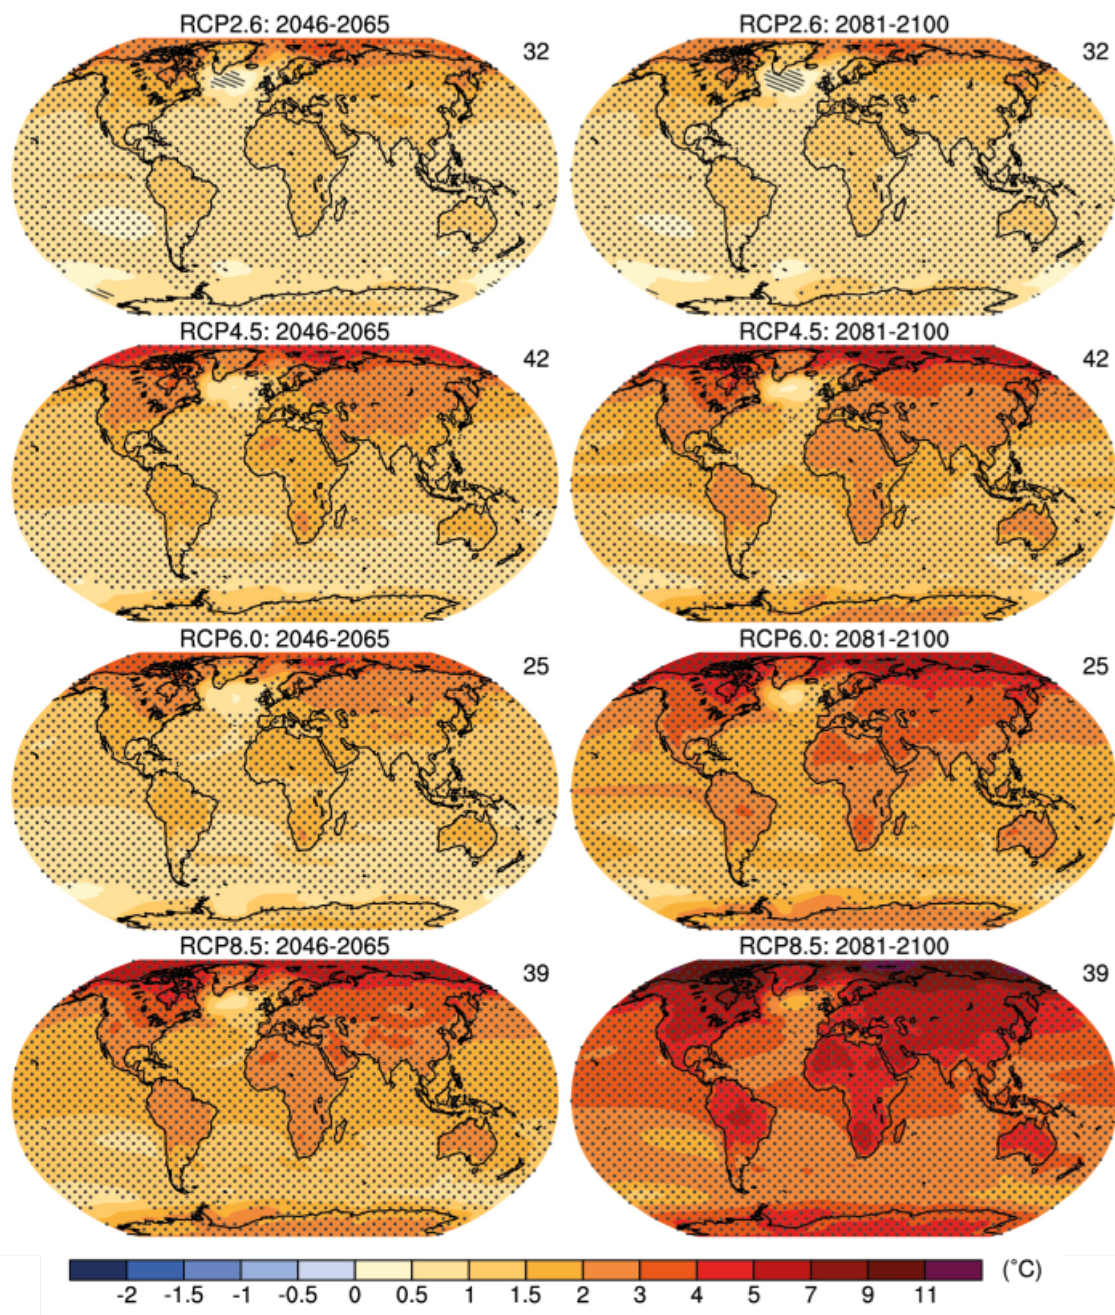 RCP2.6: 2046-2065
32
RCP2.6: 2081-2100
32
RCP4.5: 2046-2065
42
RCP4.5: 2081-2100
42
RCP6.0: 2046-2065
25
RCP6.0: 2081-2100
25
RCP8.5: 2046-2065
39
RCP8.5: 2081-2100
39
-2 -1.5 -1 -0.5 0 0.5 1 1.5 2 3 4 5 7 9 11 (°C)